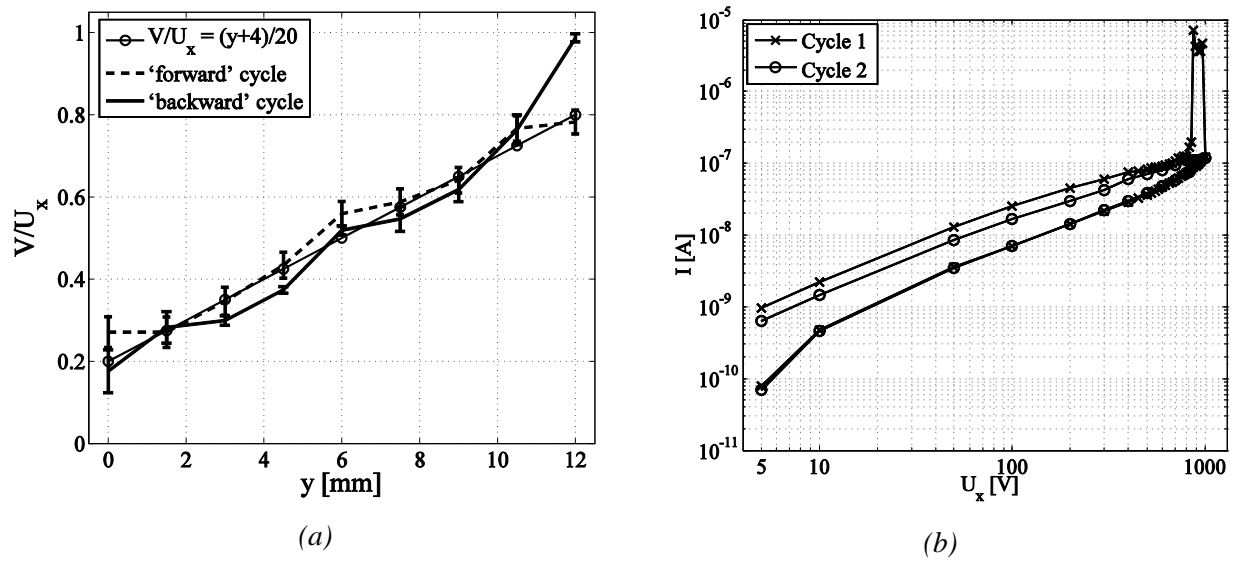 V/U_x = (y+4)/20
'forward' cycle
'backward' cycle
1
0.8
0.6
0.4
0.2
0
V/U_x
0 2 4 6 8 10 12
y [mm]
(a)
Cycle 1
Cycle 2
10^-5
10^-6
10^-7
10^-8
10^-9
10^-10
10^-11
I [A]
5 10 100 1000
U_x [V]
(b)